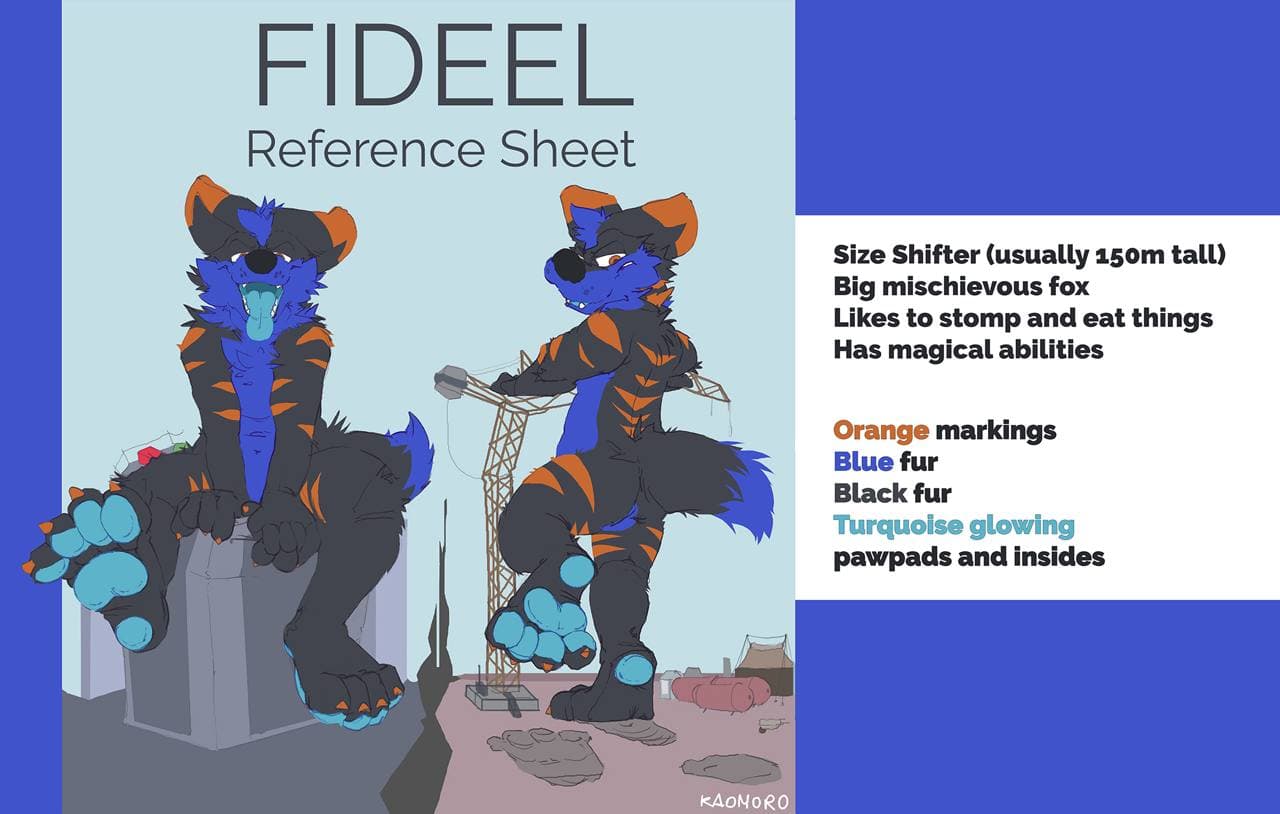 FIDEEL
Reference Sheet
Size Shifter (usually 150m tall)
Big mischievous fox
Likes to stomp and eat things
Has magical abilities
Orange markings
Blue fur
Black fur
Turquoise glowing
pawpads and insides
KAOMORO